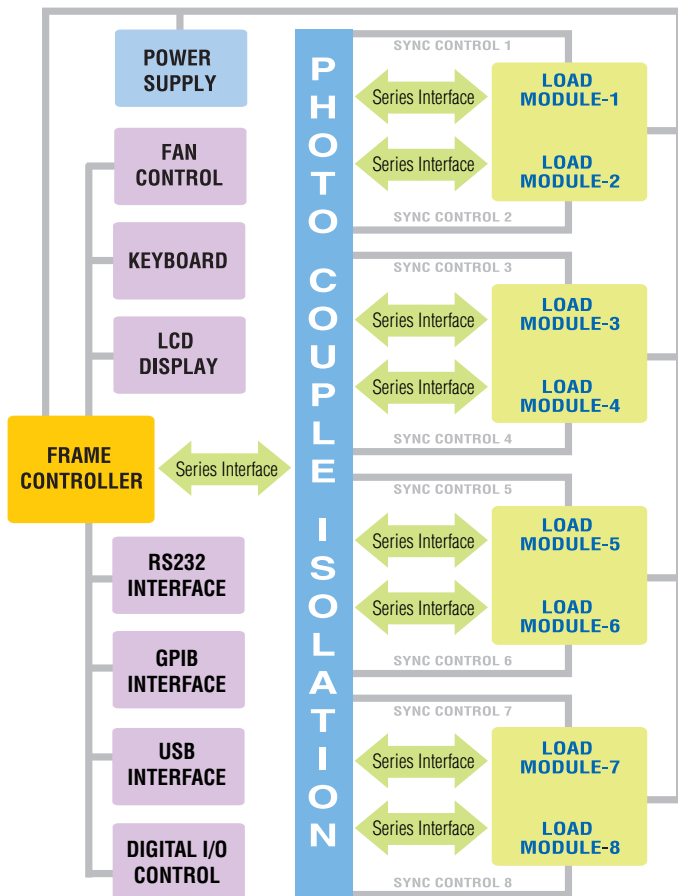 POWER
SUPPLY
FAN
CONTROL
KEYBOARD
LCD
DISPLAY
FRAME
CONTROLLER
RS232
INTERFACE
GPIB
INTERFACE
USB
INTERFACE
DIGITAL I/O
CONTROL
Series Interface
PHOTO COUPLE ISOLATION
SYNC CONTROL 1
Series Interface
LOAD
MODULE-1
Series Interface
LOAD
MODULE-2
SYNC CONTROL 2
SYNC CONTROL 3
Series Interface
LOAD
MODULE-3
Series Interface
LOAD
MODULE-4
SYNC CONTROL 4
SYNC CONTROL 5
Series Interface
LOAD
MODULE-5
Series Interface
LOAD
MODULE-6
SYNC CONTROL 6
SYNC CONTROL 7
Series Interface
LOAD
MODULE-7
Series Interface
LOAD
MODULE-8
SYNC CONTROL 8